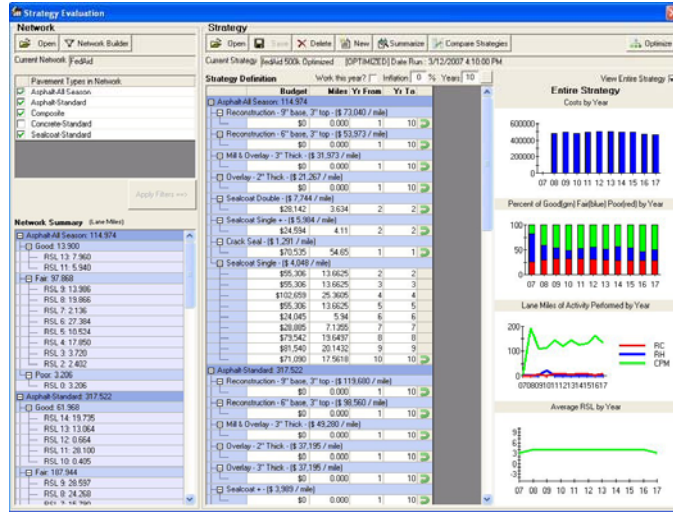 Strategy Evaluation
Network
Open
Network Builder
Current Network FedAid
Pavement Types in Network
Asphalt-All Season
Asphalt-Standard
Composite
Concrete-Standard
Sealcoat-Standard
Apply Filters ==>
Network Summary (Lane Miles)
Asphalt-All Season: 114.974
Good: 13.900
RSL 13: 7.960
RSL 11: 5.940
Fair: 97.868
RSL 9: 13.986
RSL 8: 19.866
RSL 7: 2.136
RSL 6: 27.384
RSL 5: 10.524
RSL 4: 17.850
RSL 3: 3.720
RSL 2: 2.402
Poor: 3.206
RSL 0: 3.206
Asphalt-Standard: 317.522
Good: 61.968
RSL 14: 19.735
RSL 13: 13.064
RSL 12: 0.664
RSL 11: 28.100
RSL 10: 0.405
Fair: 187.944
RSL 9: 28.597
RSL 8: 24.268
Strategy
Open Save Delete New Summarize Compare Strategies Optimize
Current Strategy FedAid 500k Optimized [OPTIMIZED] Date Run : 3/12/2007 4:10:00 PM
Strategy Definition Work this year? Inflation: 0 % Years: 10
Budget Miles Yr From Yr To
Asphalt-All Season: 114.974
Reconstruction - 9" base, 3" top - ($ 73,040 / mile)
$0 0.000 1 10
Reconstruction - 6" base, 3" top - ($ 53,973 / mile)
$0 0.000 1 10
Mill & Overlay - 3" Thick - ($ 31,973 / mile)
$0 0.000 1 10
Overlay - 2" Thick - ($ 21,267 / mile)
$0 0.000 1 10
Sealcoat Double - ($ 7,744 / mile)
$28,142 3.634 2 2
Sealcoat Single + - ($ 5,984 / mile)
$24,594 4.11 2 2
Crack Seal - ($ 1,291 / mile)
$70,535 54.65 1 1
Sealcoat Single - ($ 4,048 / mile)
$55,306 13.6625 2 2
$55,306 13.6625 3 3
$102,659 25.3605 4 4
$55,306 13.6625 5 5
$24,045 5.94 6 6
$28,885 7.1355 7 7
$79,542 19.6497 8 8
$81,540 20.1432 9 9
$71,090 17.5618 10 10
Asphalt-Standard: 317.522
Reconstruction - 9" base, 3" top - ($ 119,680 / mile)
$0 0.000 1 10
Reconstruction - 6" base, 3" top - ($ 98,560 / mile)
$0 0.000 1 10
Mill & Overlay - 3" Thick - ($ 49,280 / mile)
$0 0.000 1 10
Overlay - 2" Thick - ($ 37,195 / mile)
$0 0.000 1 10
Overlay - 3" Thick - ($ 37,195 / mile)
$0 0.000 1 10
Sealcoat + - ($ 3,989 / mile)
$0 0.000 1 10
View Entire Strategy
Entire Strategy
Costs by Year
600000
400000
200000
0
07 08 09 10 11 12 13 14 15 16 17
Percent of Good(grn) Fair(blue) Poor(red) by Year
100
50
0
07 08 09 10 11 12 13 14 15 16 17
Lane Miles of Activity Performed by Year
200
100
0
RC
RH
CPM
0708091011121314151617
Average RSL by Year
9
6
3
0
-3
07 08 09 10 11 12 13 14 15 16 17